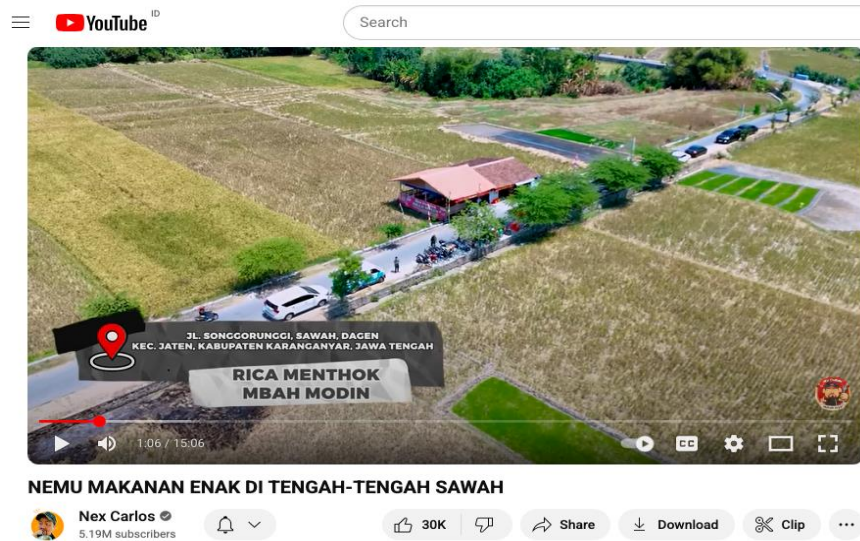 YouTube ID
Search
JL. SONGGORUNGGI, SAWAH, DAGEN
KEC. JATEN, KABUPATEN KARANGANYAR, JAWA TENGAH
RICA MENTHOK
MBAH MODIN
1:06 / 15:06
CC
NEMU MAKANAN ENAK DI TENGAH-TENGAH SAWAH
Nex Carlos
5.19M subscribers
30K
Share
Download
Clip